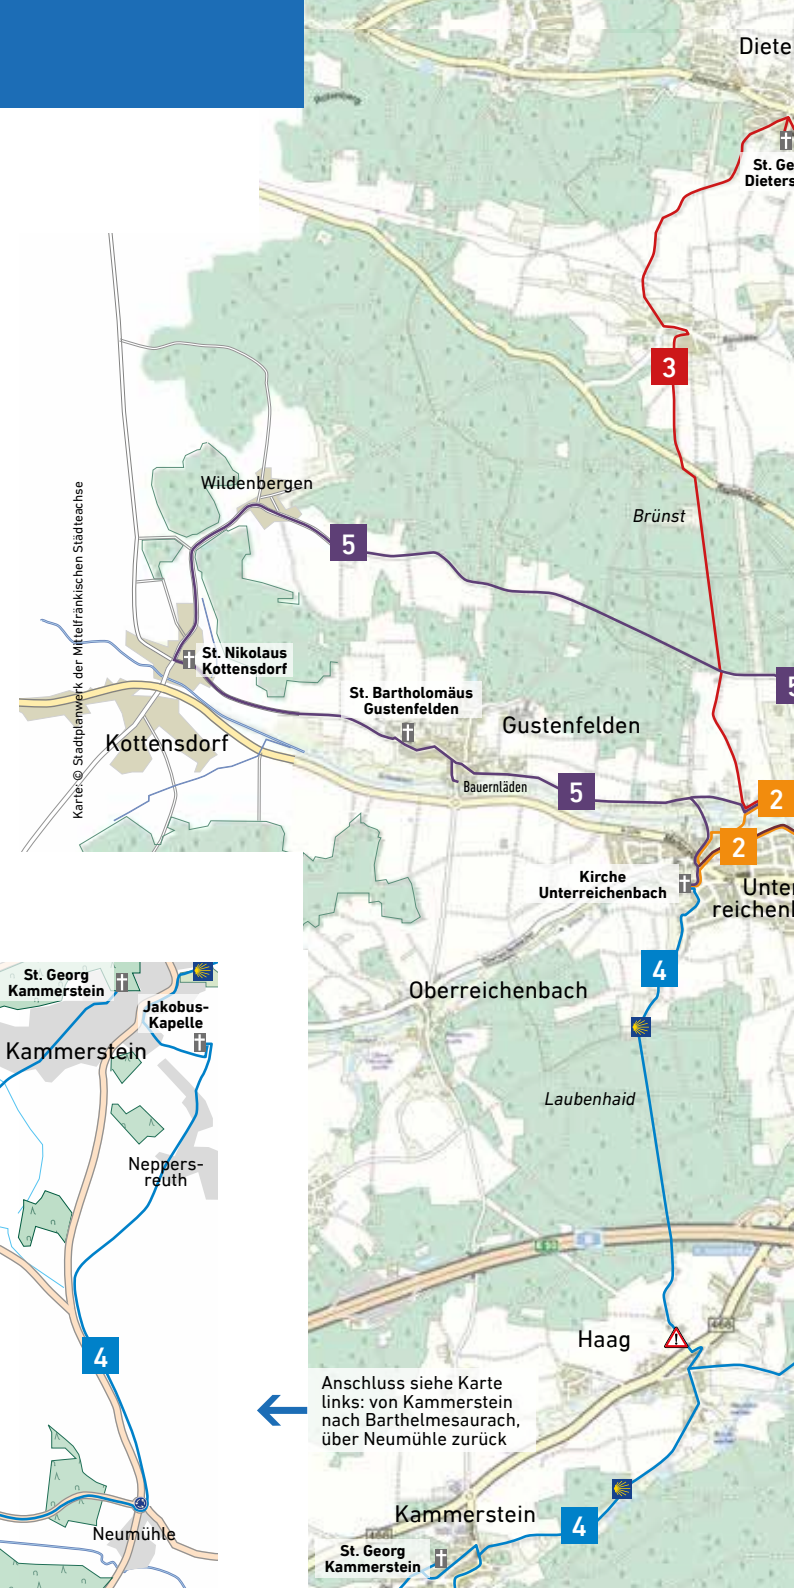 Diete
St. Ge
Dieters
3
Wildenbergen
5
Brünst
Karte: © Stadtplanwerk der Mittelfränkischen Städteachse
St. Nikolaus
Kottensdorf
5
St. Bartholomäus
Gustenfelden
Gustenfelden
Kottensdorf
Bauernläden
5
2
2
Kirche
Unterreichenbach
Unter
reichenb
4
St. Georg
Kammerstein
Jakobus-
Kapelle
Oberreichenbach
Kammerstein
Laubenhaid
Neppers-
reuth
Haag
466
4
Anschluss siehe Karte
links: von Kammerstein
nach Barthelmesaurach,
über Neumühle zurück
Kammerstein
4
Neumühle
St. Georg
Kammerstein